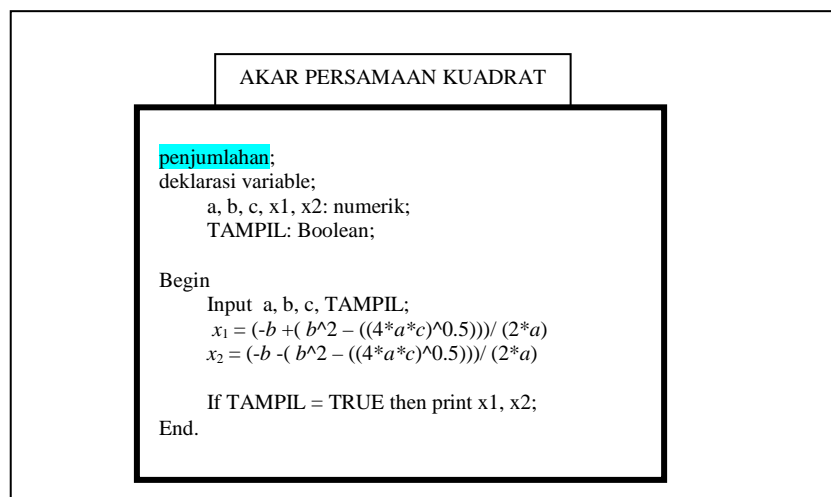 AKAR PERSAMAAN KUADRAT
penjumlahan;
deklarasi variable;
a, b, c, x1, x2: numerik;
TAMPIL: Boolean;
Begin
Input  a, b, c, TAMPIL;
x₁ = (-b +( b^2 – ((4*a*c)^0.5)))/ (2*a)
x₂ = (-b -( b^2 – ((4*a*c)^0.5)))/ (2*a)
If TAMPIL = TRUE then print x1, x2;
End.